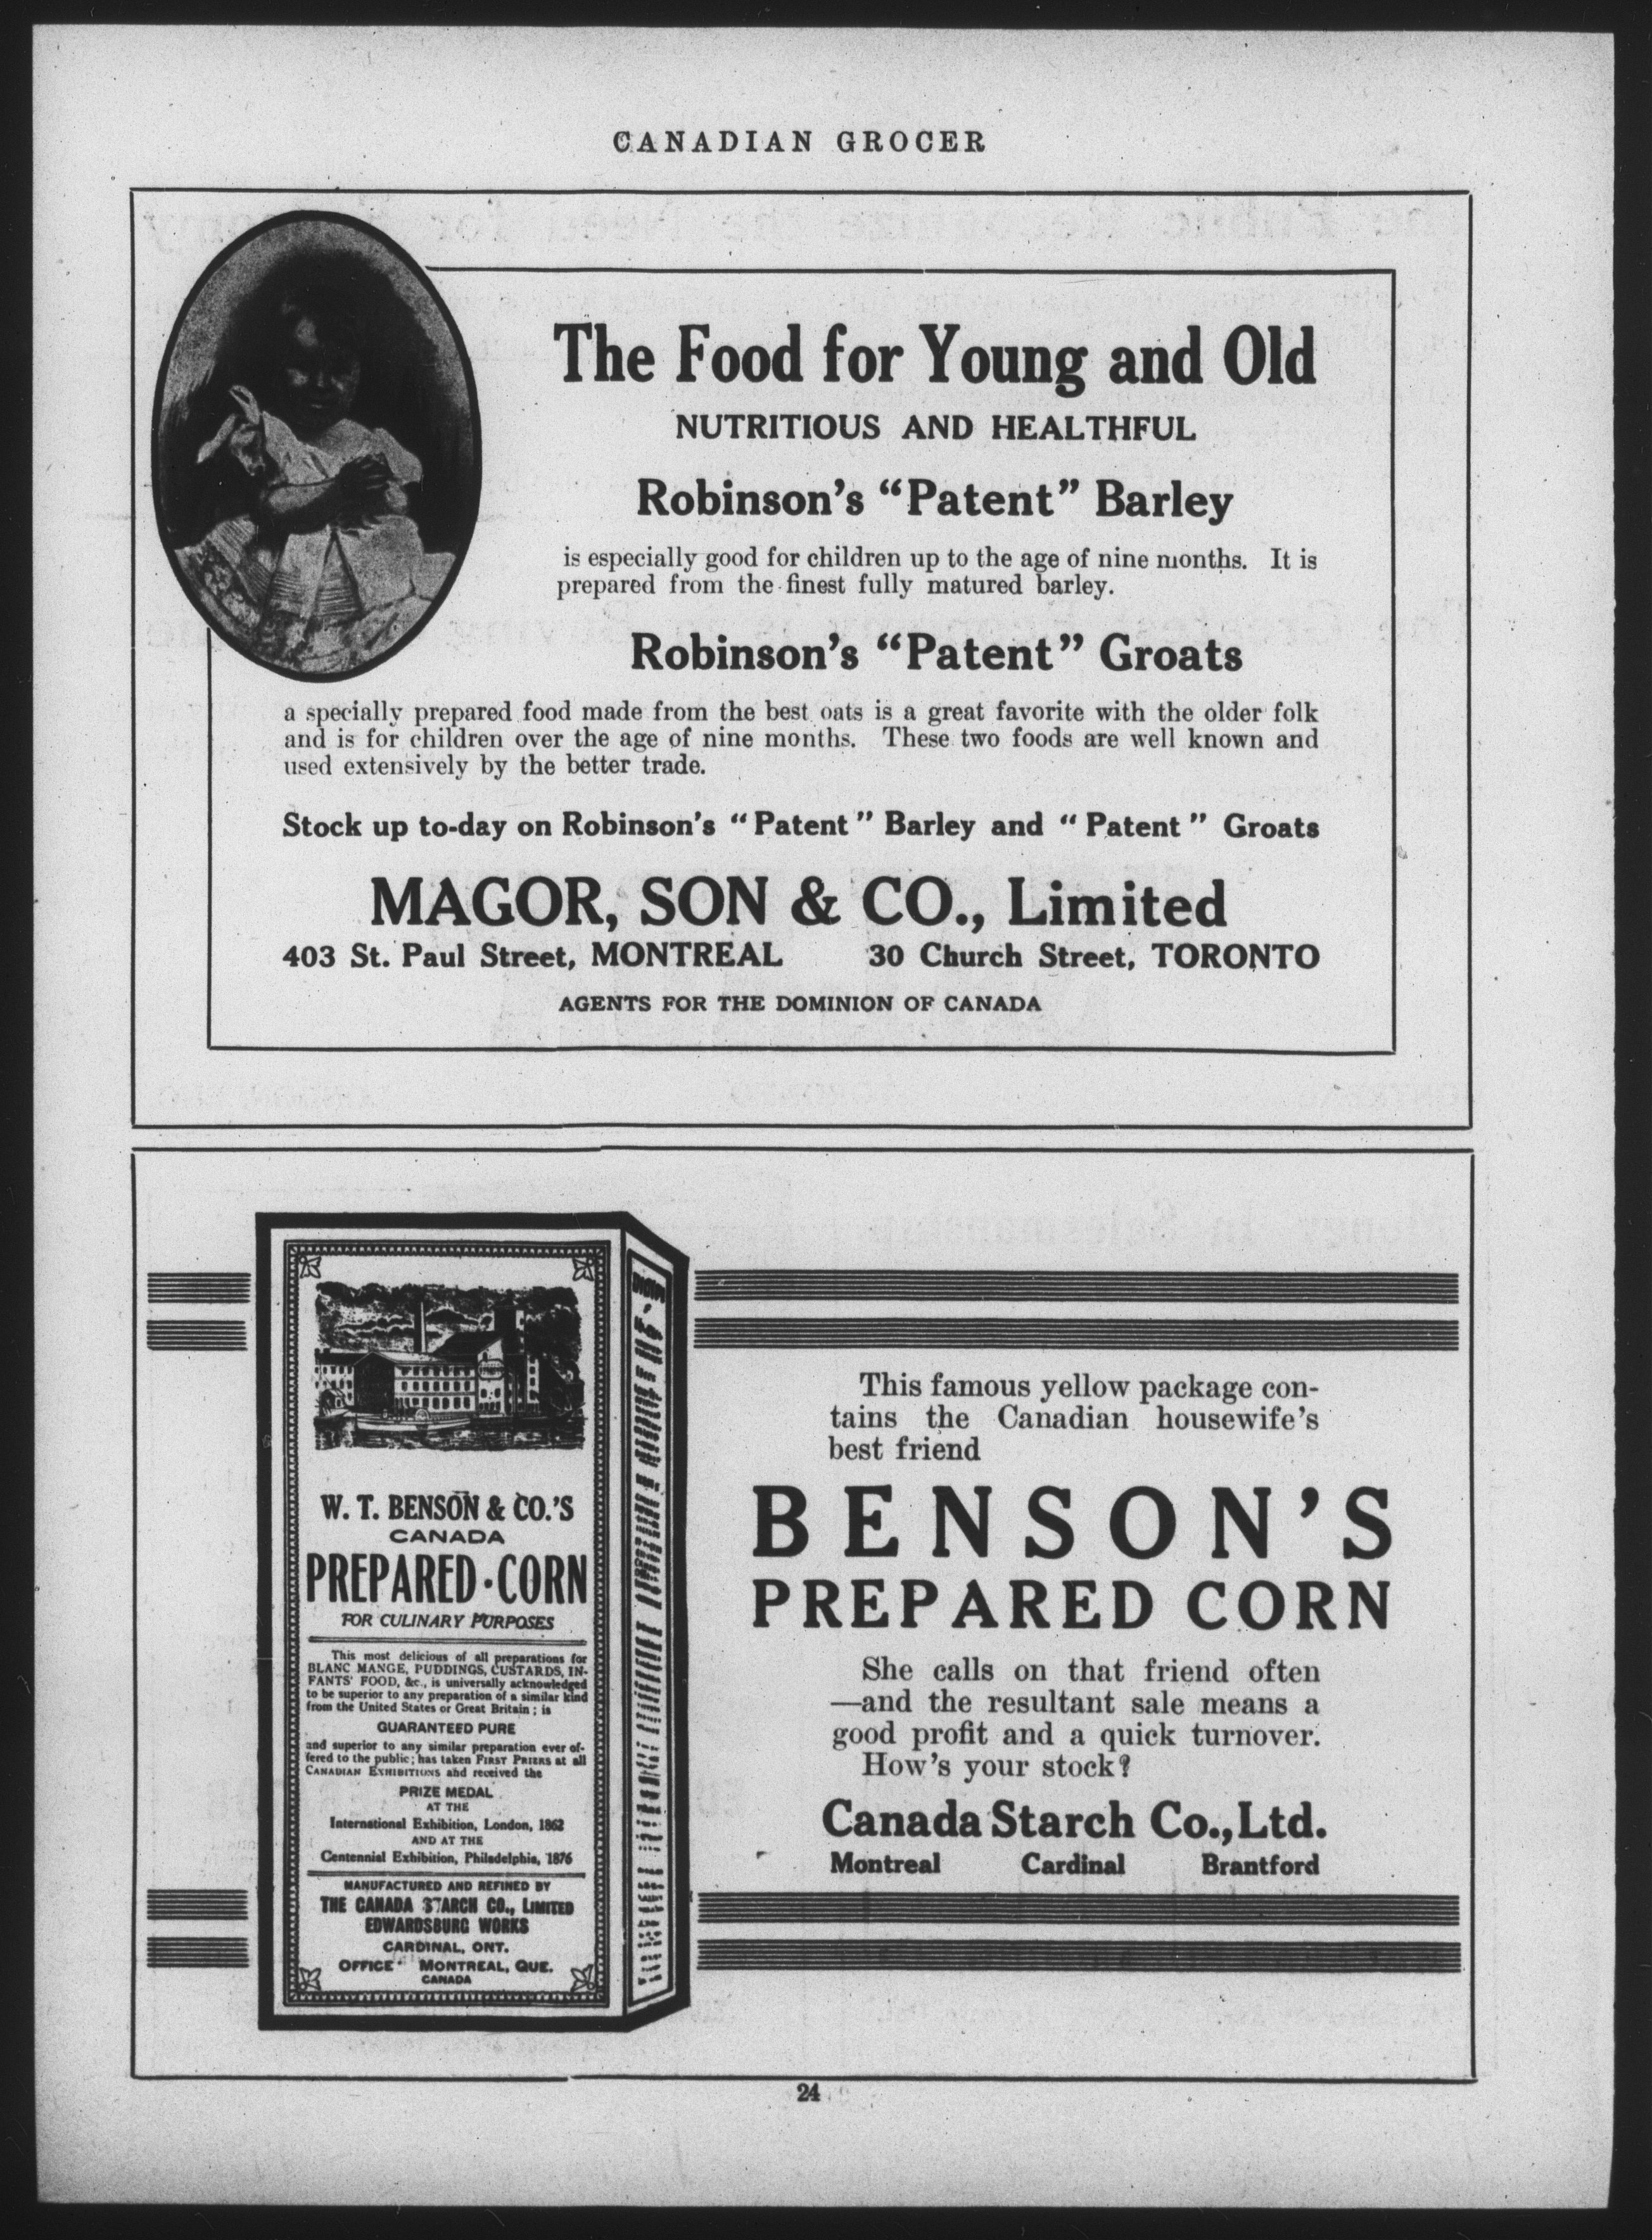 CANADIAN GROCER
The Food for Young and Old
NUTRITIOUS AND HEALTHFUL
Robinson's "Patent" Barley
is especially good for children up to the age of nine months. It is
prepared from the finest fully matured barley.
Robinson's "Patent" Groats
a specially prepared food made from the best oats is a great favorite with the older folk
and is for children over the age of nine months. These two foods are well known and
used extensively by the better trade.
Stock up to-day on Robinson's "Patent" Barley and "Patent" Groats
MAGOR, SON & CO., Limited
403 St. Paul Street, MONTREAL 30 Church Street, TORONTO
AGENTS FOR THE DOMINION OF CANADA
W. T. BENSON & CO.'S
CANADA
PREPARED·CORN
FOR CULINARY PURPOSES
This most delicious of all preparations for
BLANC MANGE, PUDDINGS, CUSTARDS, IN-
FANTS' FOOD, &c., is universally acknowledged
to be superior to any preparation of a similar kind
from the United States or Great Britain; is
GUARANTEED PURE
and superior to any similar preparation ever of-
fered to the public; has taken FIRST PRIZES at all
CANADIAN EXHIBITIONS and received the
PRIZE MEDAL
AT THE
International Exhibition, London, 1862
AND AT THE
Centennial Exhibition, Philadelphia, 1876
MANUFACTURED AND REFINED BY
THE CANADA STARCH CO., LIMITED
EDWARDSBURG WORKS
CARDINAL, ONT.
OFFICE MONTREAL, QUE.
CANADA
This famous yellow package con-
tains the Canadian housewife's
best friend
BENSON'S
PREPARED CORN
She calls on that friend often
—and the resultant sale means a
good profit and a quick turnover.
How's your stock?
Canada Starch Co., Ltd.
Montreal Cardinal Brantford
24